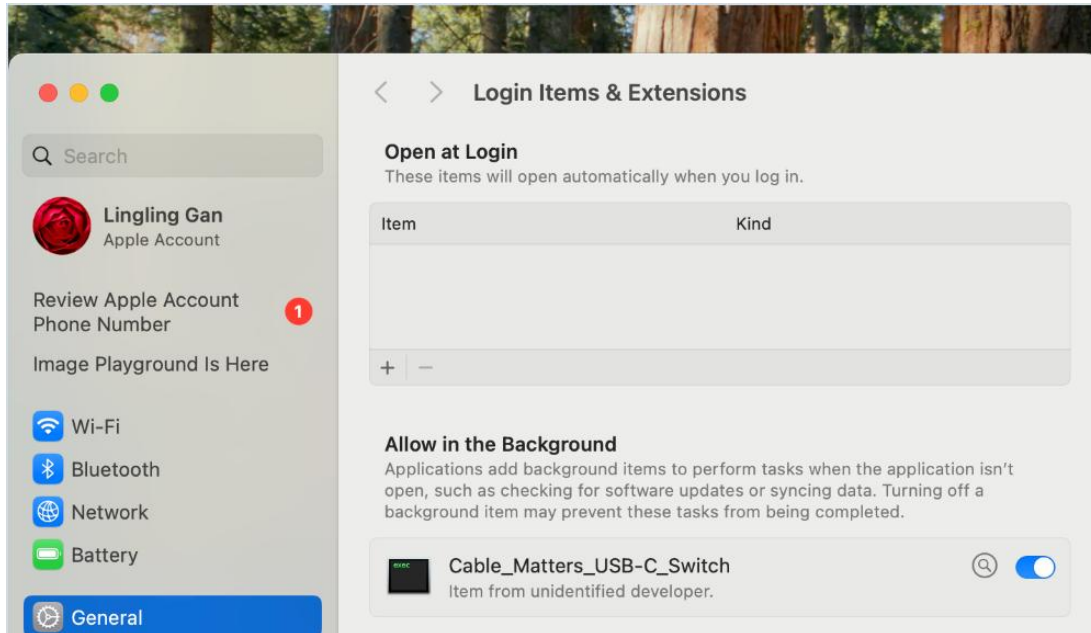 Search
Lingling Gan
Apple Account
Review Apple Account
Phone Number
1
Image Playground Is Here
Wi-Fi
Bluetooth
Network
Battery
General
Login Items & Extensions
Open at Login
These items will open automatically when you log in.
Item Kind
Allow in the Background
Applications add background items to perform tasks when the application isn't
open, such as checking for software updates or syncing data. Turning off a
background item may prevent these tasks from being completed.
exec
Cable_Matters_USB-C_Switch
Item from unidentified developer.